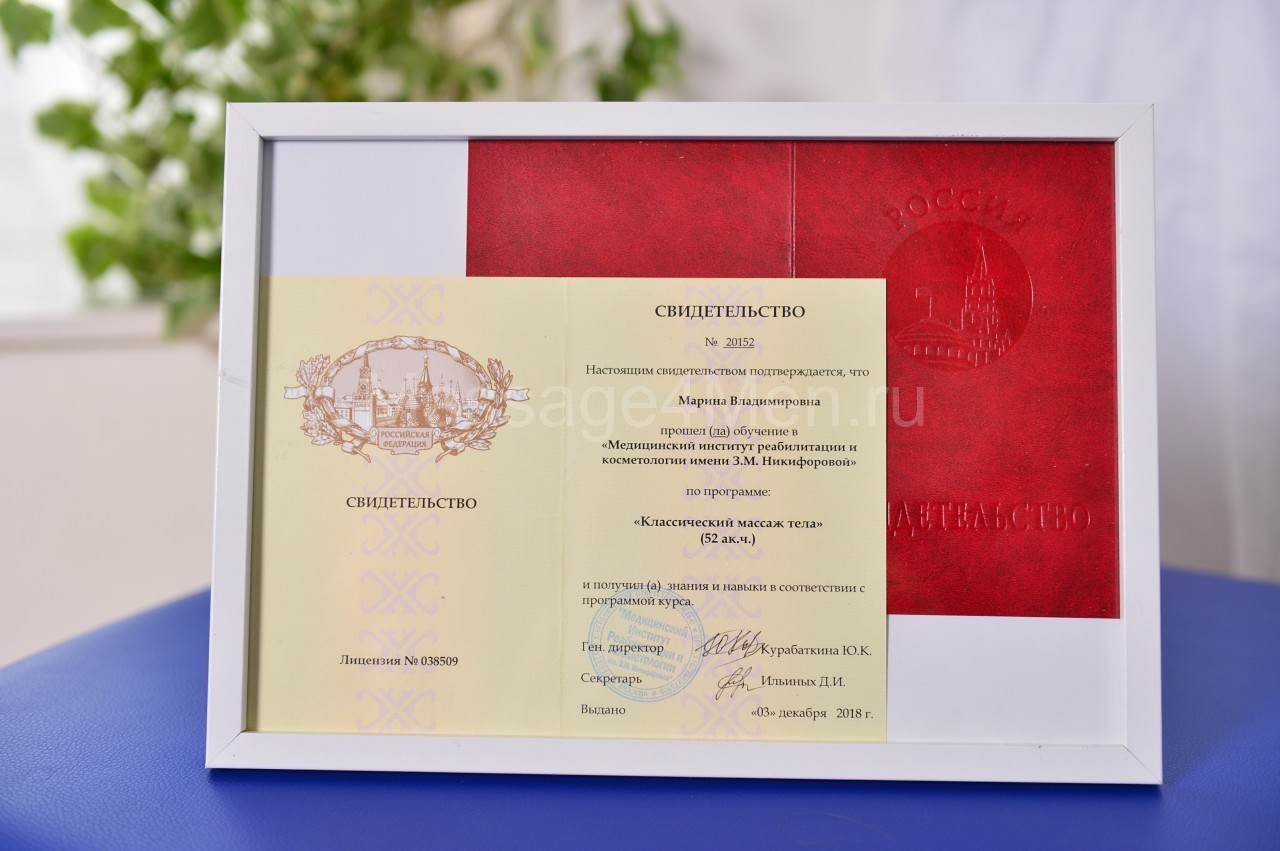 РОССИЯ
ДЕТЕЛЬСТВО
РОССИЙСКАЯ
ФЕДЕРАЦИЯ
СВИДЕТЕЛЬСТВО
Лицензия № 038509
СВИДЕТЕЛЬСТВО
№ 20152
Настоящим свидетельством подтверждается, что
Марина Владимировна
прошел (ла) обучение в
«Медицинский институт реабилитации и
косметологии имени З.М. Никифоровой»
по программе:
«Классический массаж тела»
(52 ак.ч.)
и получил (а) знания и навыки в соответствии с
программой курса.
"Медицинский
Институт
Реабилитации и
Косметологии
Ген. директор Курабаткина Ю.К.
Секретарь Ильиных Д.И.
Выдано «03» декабря 2018 г.
Massage4Men.ru